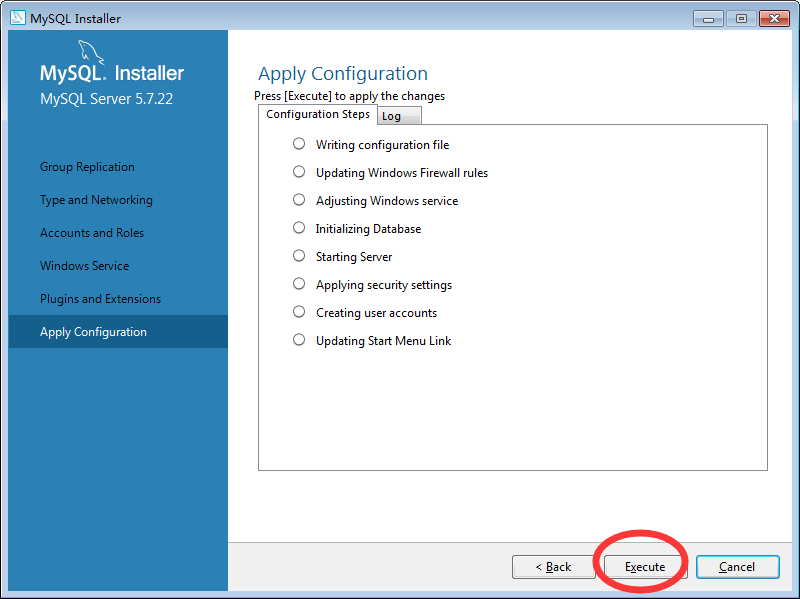 MySQL Installer
MySQL. Installer
MySQL Server 5.7.22
Group Replication
Type and Networking
Accounts and Roles
Windows Service
Plugins and Extensions
Apply Configuration
Apply Configuration
Press [Execute] to apply the changes
Configuration Steps
Log
Writing configuration file
Updating Windows Firewall rules
Adjusting Windows service
Initializing Database
Starting Server
Applying security settings
Creating user accounts
Updating Start Menu Link
< Back
Execute
Cancel